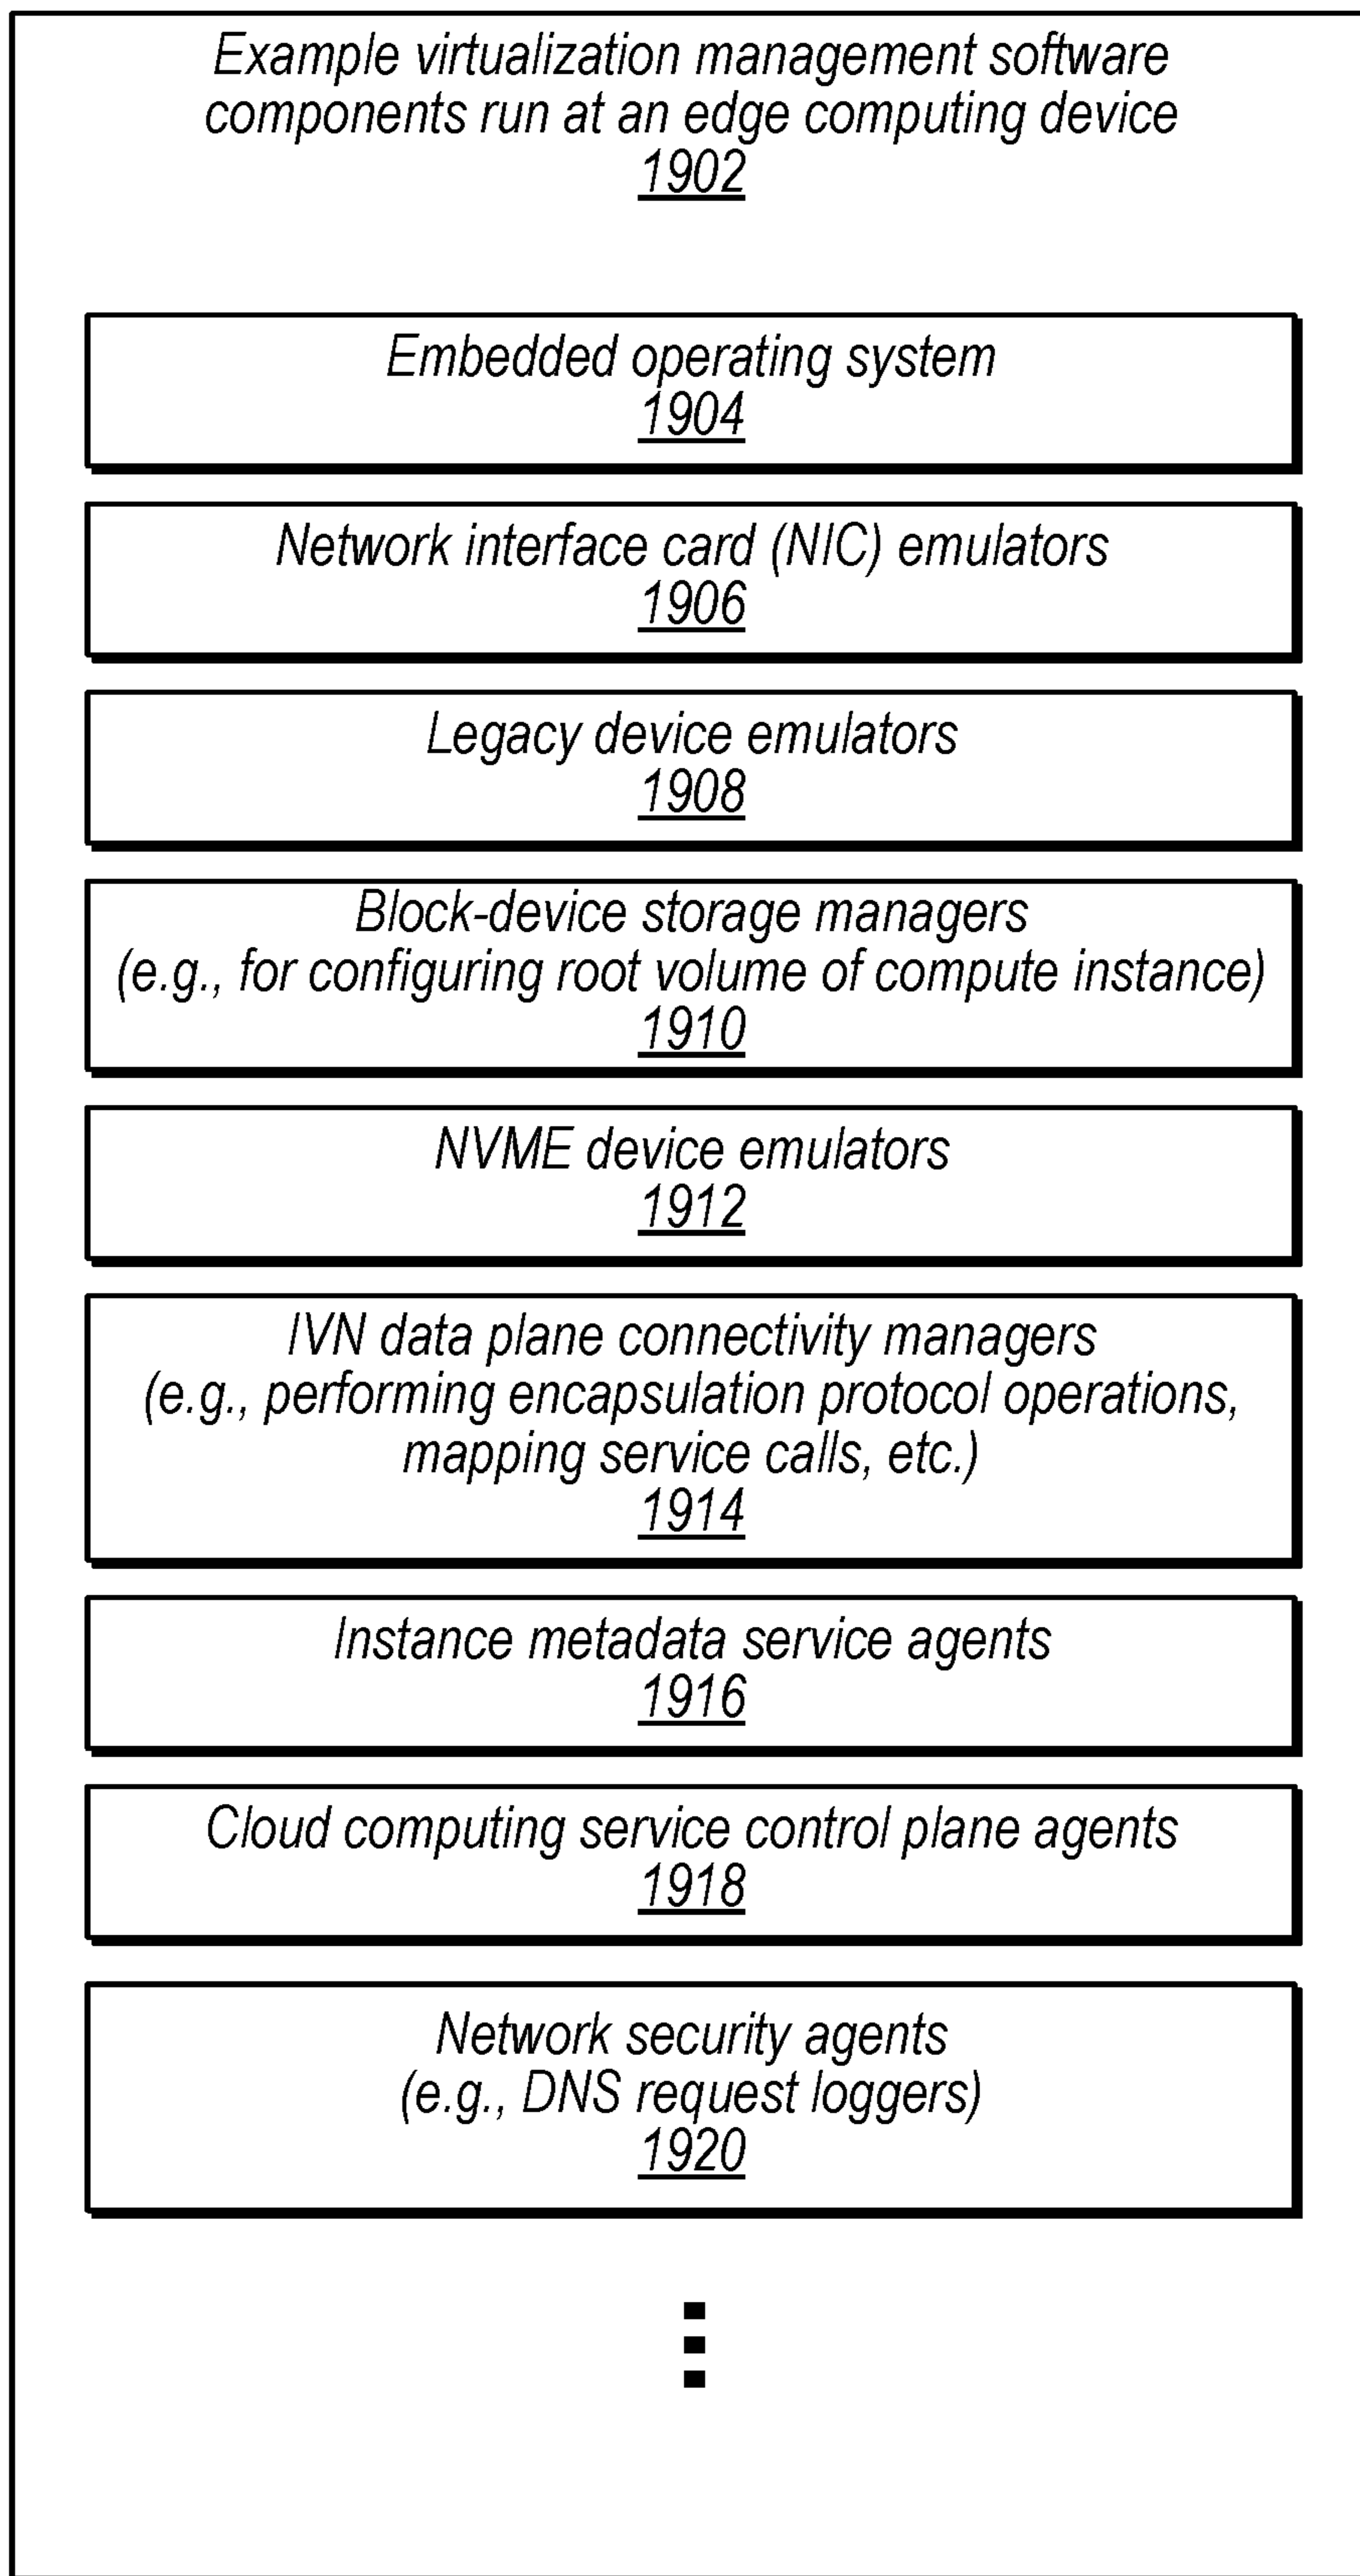 Example virtualization management software
components run at an edge computing device
1902
Embedded operating system
1904
Network interface card (NIC) emulators
1906
Legacy device emulators
1908
Block-device storage managers
(e.g., for configuring root volume of compute instance)
1910
NVME device emulators
1912
IVN data plane connectivity managers
(e.g., performing encapsulation protocol operations,
mapping service calls, etc.)
1914
Instance metadata service agents
1916
Cloud computing service control plane agents
1918
Network security agents
(e.g., DNS request loggers)
1920